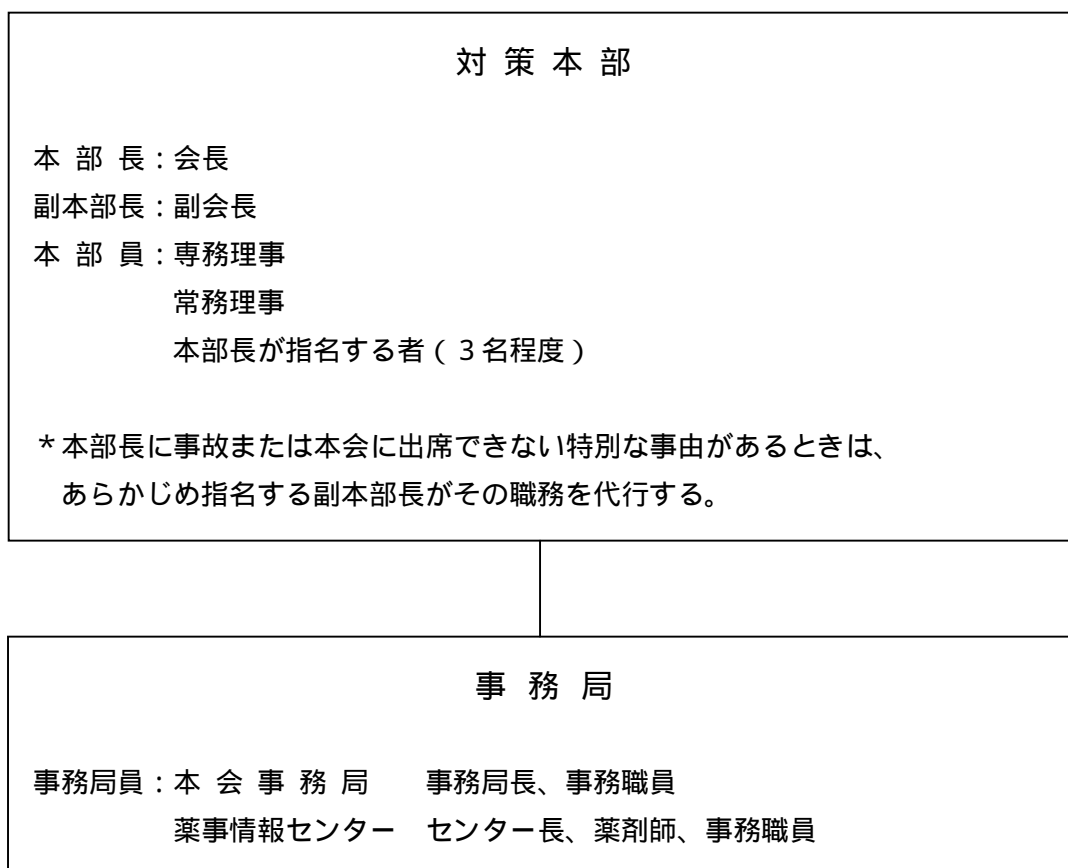 対 策 本 部
本 部 長：会長
副本部長：副会長
本 部 員：専務理事
常務理事
本部長が指名する者（３名程度）
＊本部長に事故または本会に出席できない特別な事由があるときは、
あらかじめ指名する副本部長がその職務を代行する。
事 務 局
事務局員：本 会 事 務 局　　事務局長、事務職員
薬事情報センター　センター長、薬剤師、事務職員